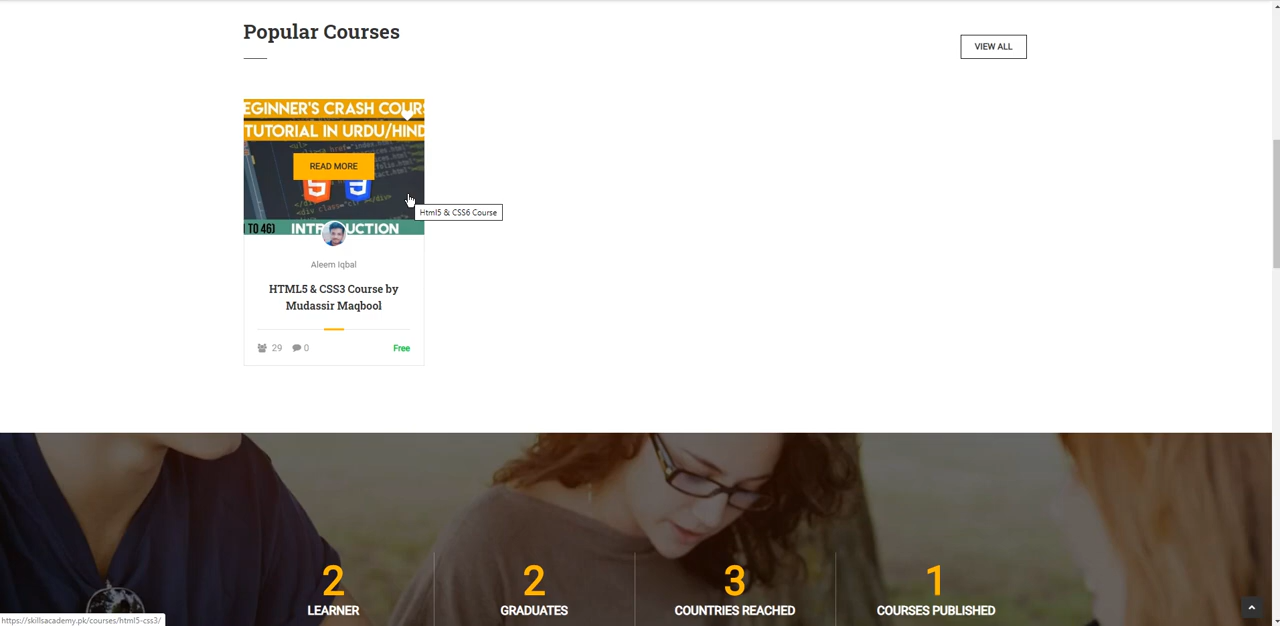 Popular Courses
VIEW ALL
EGINNER'S CRASH COUR
TUTORIAL IN URDU/HIND
READ MORE
Html5 & CSS6 Course
TO 46) INTR UCTION
Aleem Iqbal
HTML5 & CSS3 Course by
Mudassir Maqbool
29 0 Free
2 2 3 1
LEARNER GRADUATES COUNTRIES REACHED COURSES PUBLISHED
https://skillsacademy.pk/courses/html5-css3/